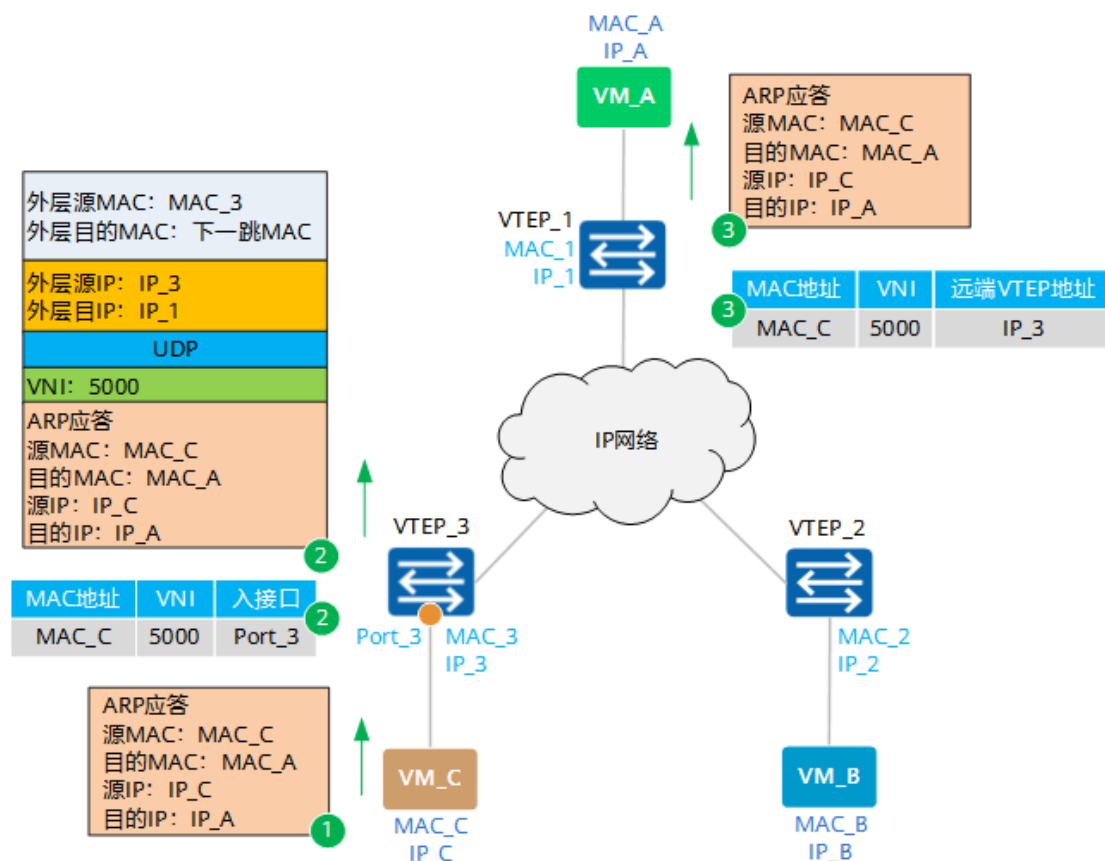 MAC_A
IP_A
VM_A
ARP应答
源MAC：MAC_C
目的MAC：MAC_A
源IP：IP_C
目的IP：IP_A
3
VTEP_1
MAC_1
IP_1
MAC地址 VNI 远端VTEP地址
MAC_C 5000 IP_3
3
外层源MAC：MAC_3
外层目的MAC：下一跳MAC
外层源IP：IP_3
外层目IP：IP_1
UDP
VNI：5000
ARP应答
源MAC：MAC_C
目的MAC：MAC_A
源IP：IP_C
目的IP：IP_A
2
IP网络
VTEP_3
VTEP_2
MAC地址 VNI 入接口
MAC_C 5000 Port_3
2
Port_3
MAC_3
IP_3
MAC_2
IP_2
ARP应答
源MAC：MAC_C
目的MAC：MAC_A
源IP：IP_C
目的IP：IP_A
1
VM_C
MAC_C
IP_C
VM_B
MAC_B
IP_B